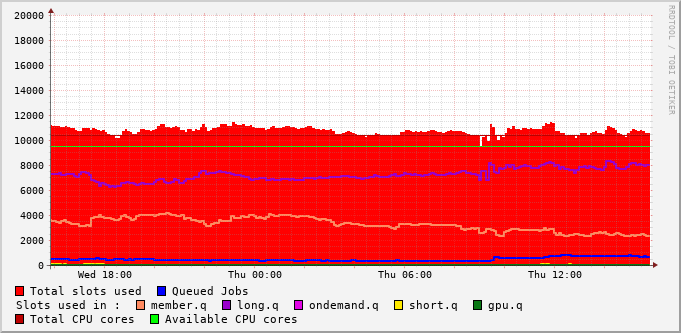 RRDTOOL / TOBI OETIKER
20000
18000
16000
14000
12000
10000
8000
6000
4000
2000
0
Wed 18:00 Thu 00:00 Thu 06:00 Thu 12:00
Total slots used Queued Jobs
Slots used in : member.q long.q ondemand.q short.q gpu.q
Total CPU cores Available CPU cores